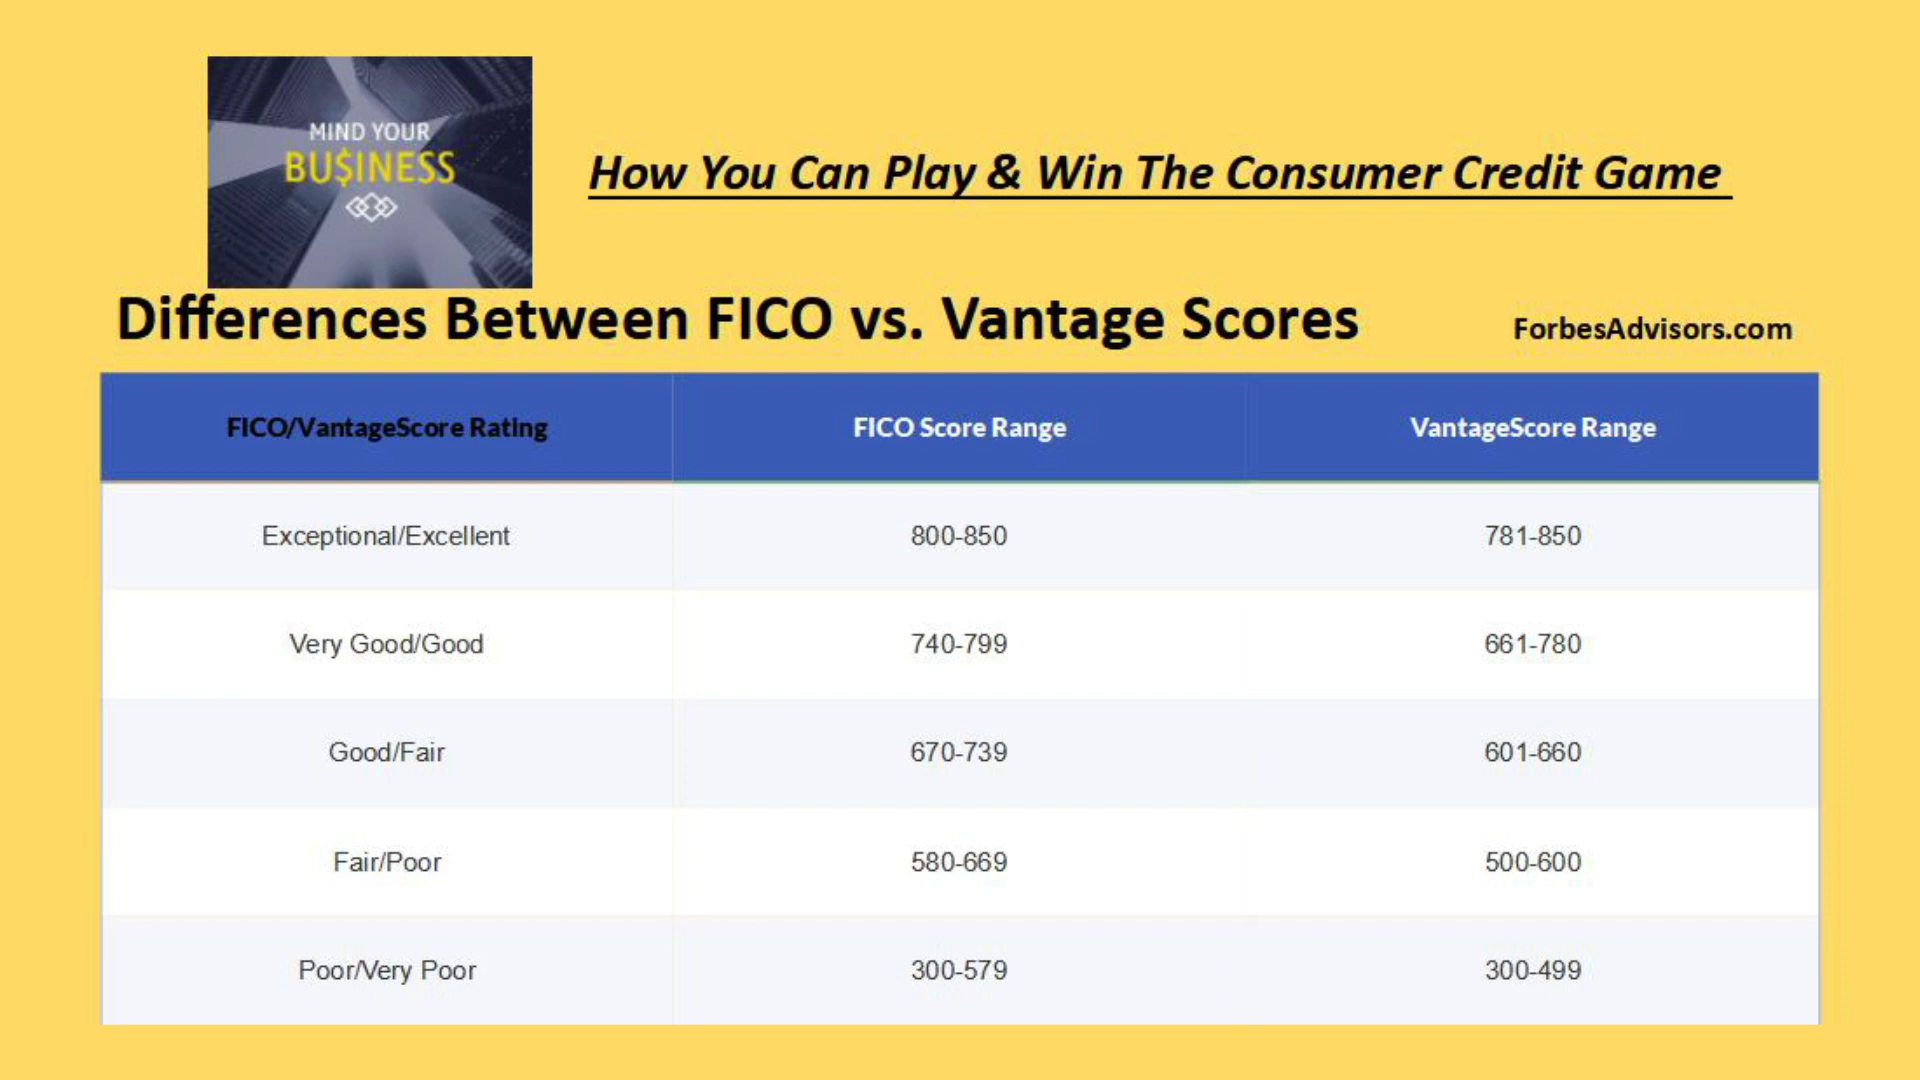 MIND YOUR
BU$INESS
How You Can Play & Win The Consumer Credit Game
Differences Between FICO vs. Vantage Scores
ForbesAdvisors.com
FICO/VantageScore Rating FICO Score Range VantageScore Range
Exceptional/Excellent 800-850 781-850
Very Good/Good 740-799 661-780
Good/Fair 670-739 601-660
Fair/Poor 580-669 500-600
Poor/Very Poor 300-579 300-499